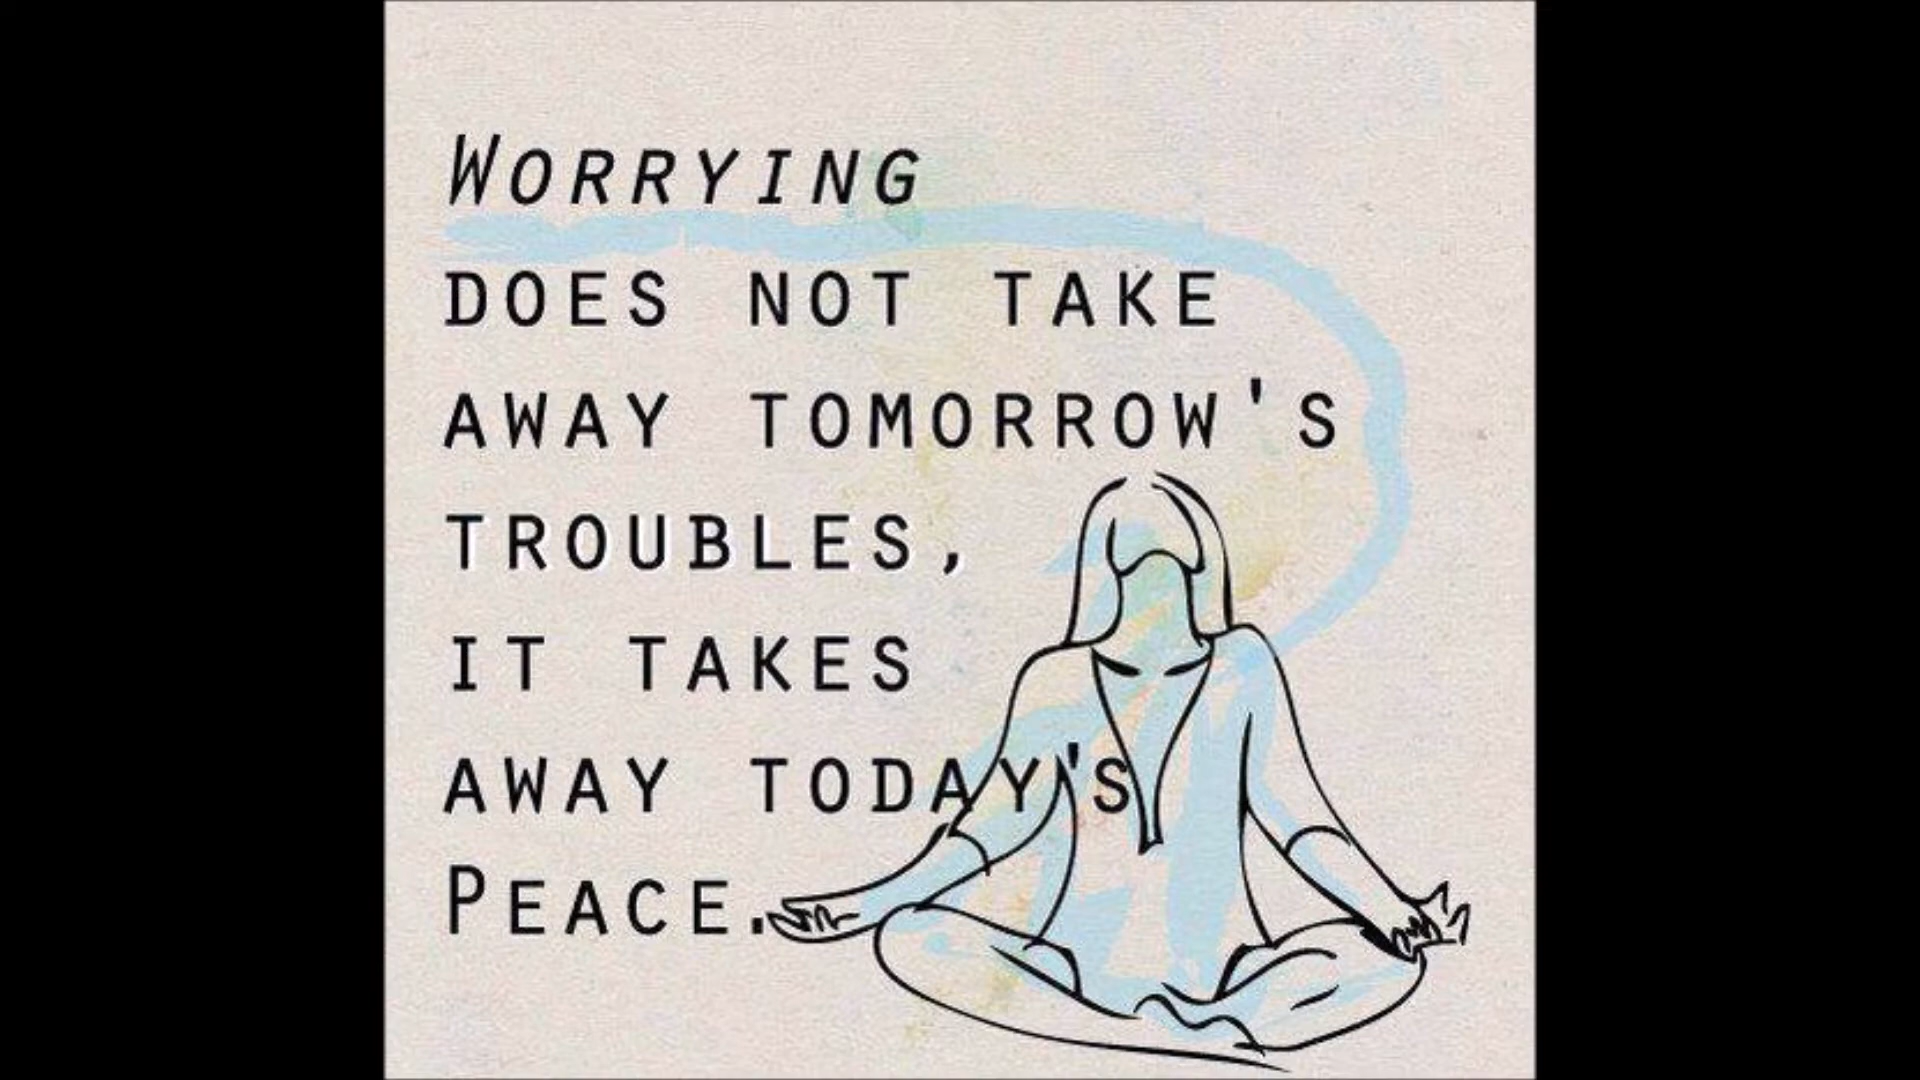 WORRYING
DOES NOT TAKE
AWAY TOMORROW'S
TROUBLES,
IT TAKES
AWAY TODAY'S
PEACE.